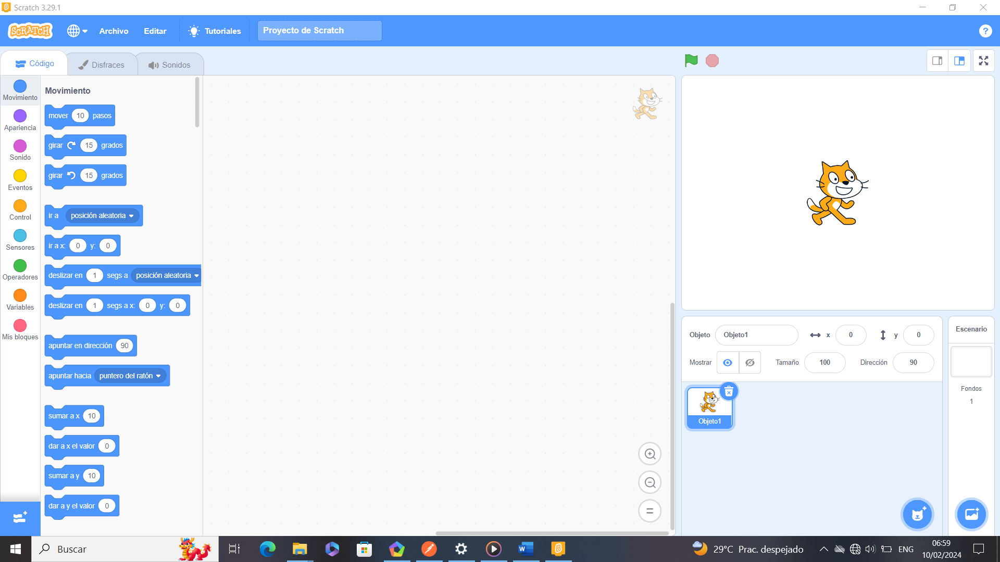 Scratch 3.29.1
SCRATCH
Archivo
Editar
Tutoriales
Proyecto de Scratch
?
Código
Disfraces
Sonidos
Movimiento
Apariencia
Sonido
Eventos
Control
Sensores
Operadores
Variables
Mis bloques
Movimiento
mover 10 pasos
girar 15 grados
girar 15 grados
ir a posición aleatoria
ir a x: 0 y: 0
deslizar en 1 segs a posición aleatoria
deslizar en 1 segs a x: 0 y: 0
apuntar en dirección 90
apuntar hacia puntero del ratón
sumar a x 10
dar a x el valor 0
sumar a y 10
dar a y el valor 0
Objeto Objeto1 x 0 y 0
Mostrar Tamaño 100 Dirección 90
Objeto1
Escenario
Fondos
1
Buscar
29°C Prac. despejado
ENG
06:59
10/02/2024